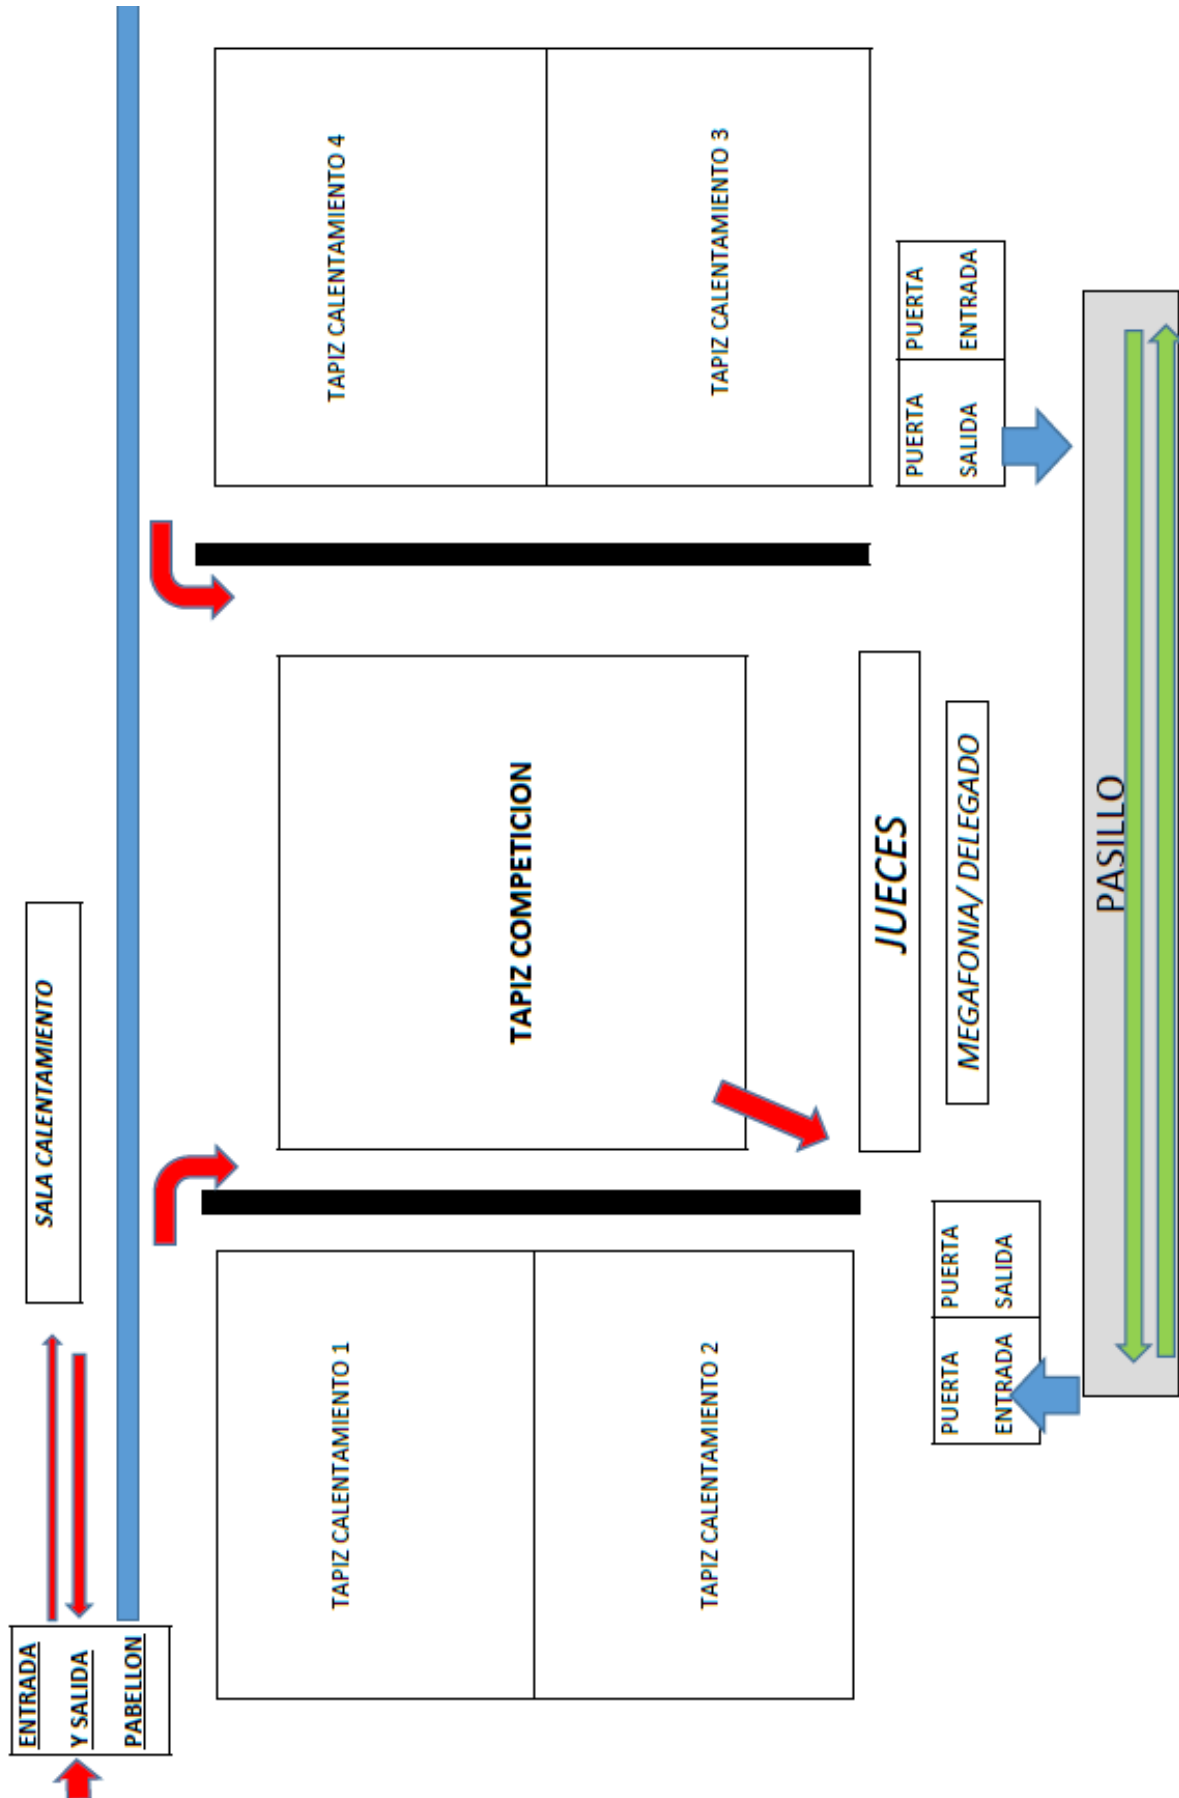 ENTRADA
Y SALIDA
PABELLON
SALA CALENTAMIENTO
TAPIZ CALENTAMIENTO 1
TAPIZ CALENTAMIENTO 4
TAPIZ COMPETICION
TAPIZ CALENTAMIENTO 2
TAPIZ CALENTAMIENTO 3
JUECES
MEGAFONIA/ DELEGADO
PUERTA
ENTRADA
PUERTA
SALIDA
PUERTA
SALIDA
PUERTA
ENTRADA
PASILLO